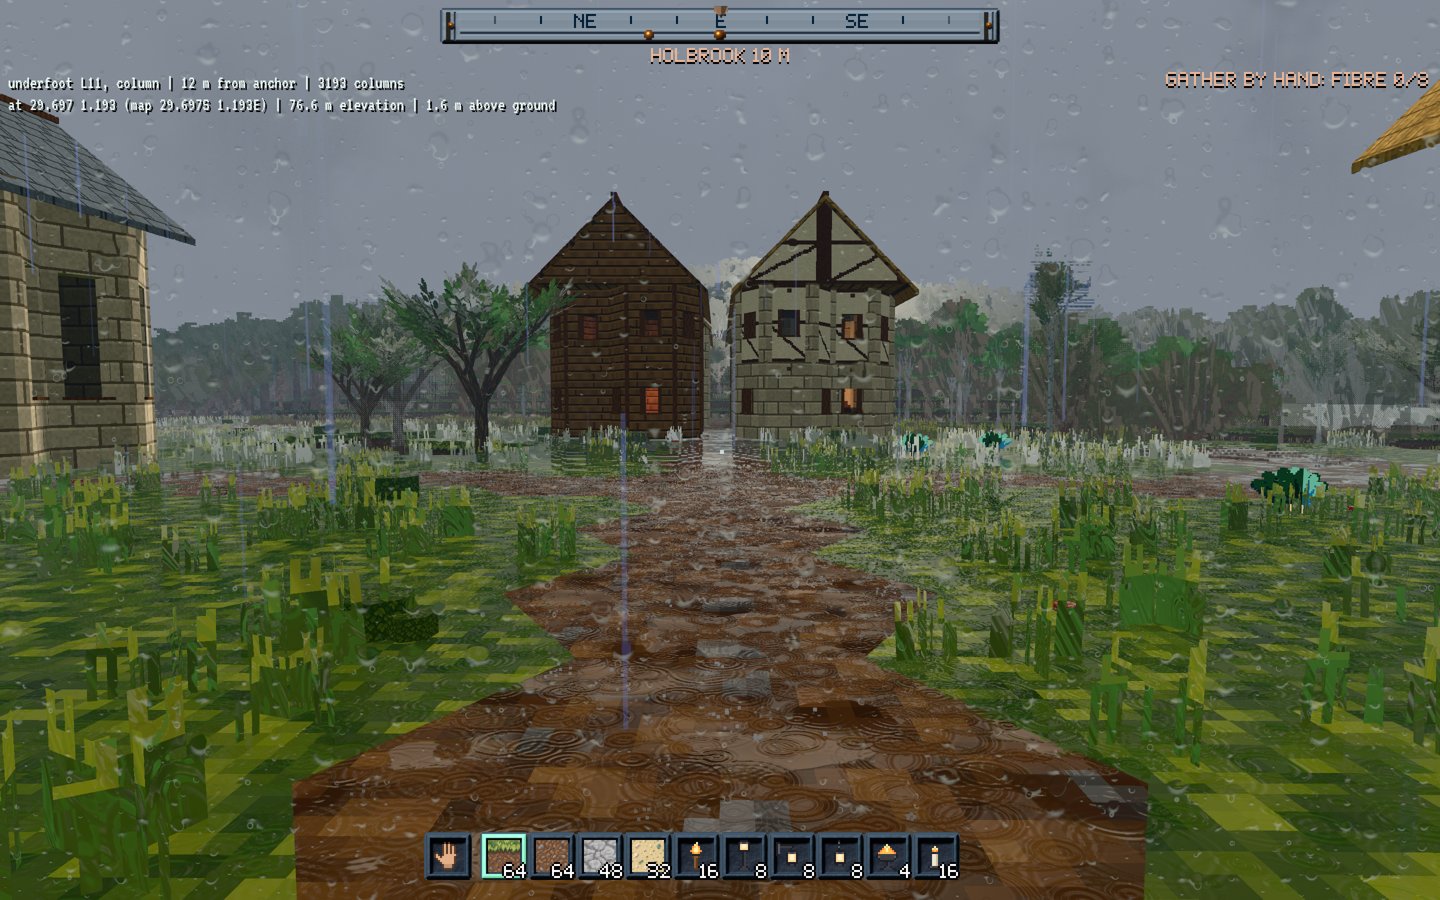 NE E SE
HOLBROOK 10 M
underfoot L11, column | 12 m from anchor | 3193 columns
GATHER BY HAND: FIBRE 0/8
at 29.697 1.193 (map 29.697S 1.193E) | 76.6 m elevation | 1.6 m above ground
64 64 48 32 16 8 8 8 4 16